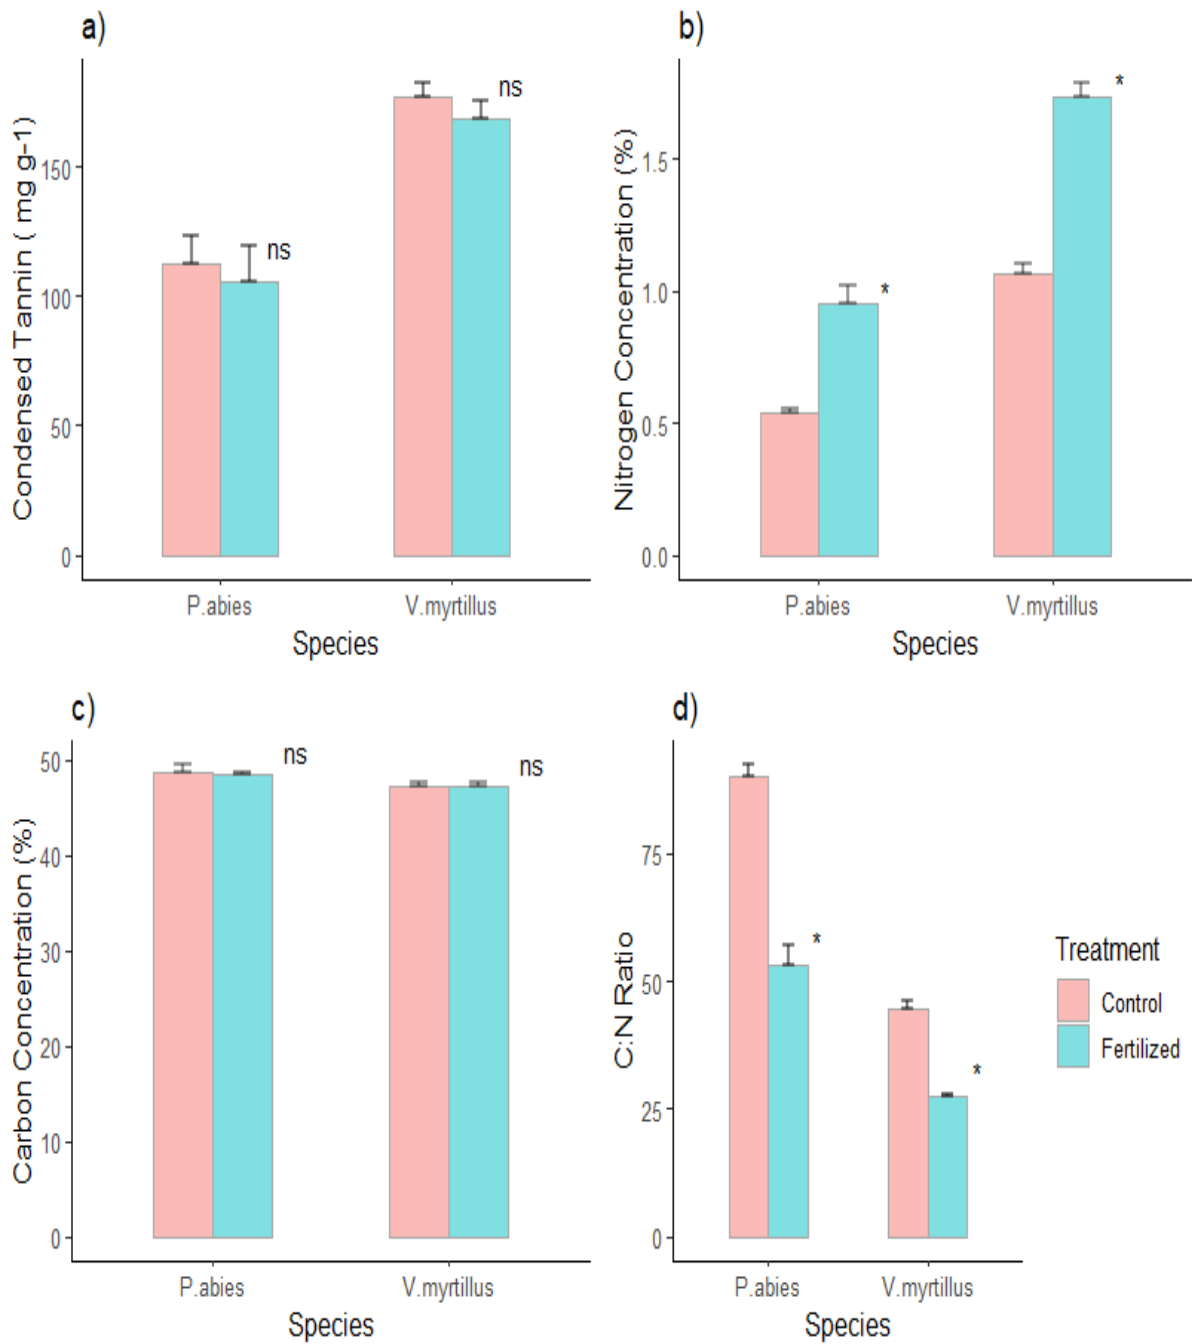 a)
Condensed Tannin ( mg g-1)
150
100
50
0
ns
ns
P.abies V.myrtillus
Species
b)
Nitrogen Concentration (%)
1.5
1.0
0.5
0.0
*
*
P.abies V.myrtillus
Species
c)
Carbon Concentration (%)
50
40
30
20
10
0
ns
ns
P.abies V.myrtillus
Species
d)
C:N Ratio
75
50
25
0
*
*
P.abies V.myrtillus
Species
Treatment
Control
Fertilized